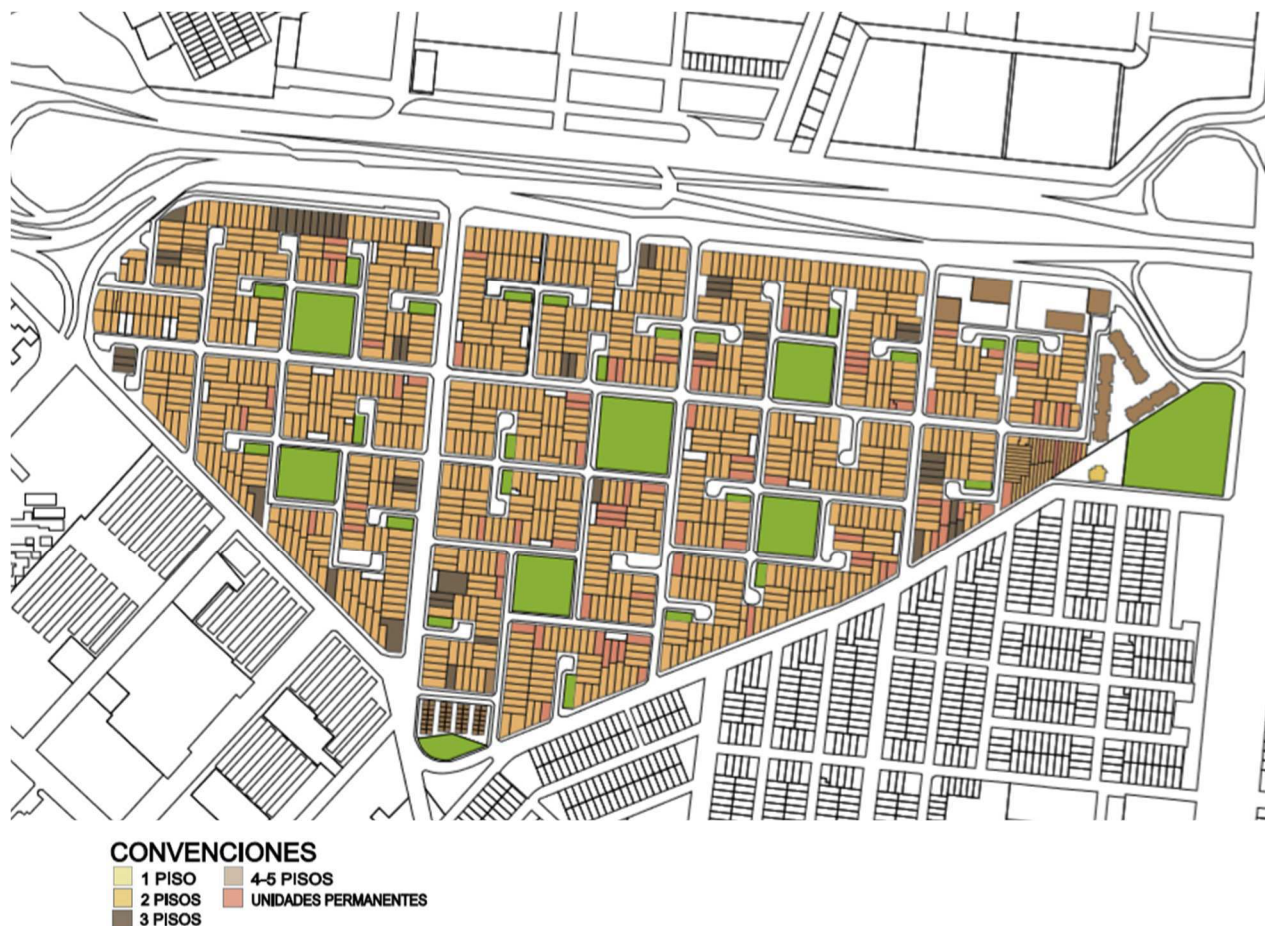 CONVENCIONES
1 PISO
2 PISOS
3 PISOS
4-5 PISOS
UNIDADES PERMANENTES